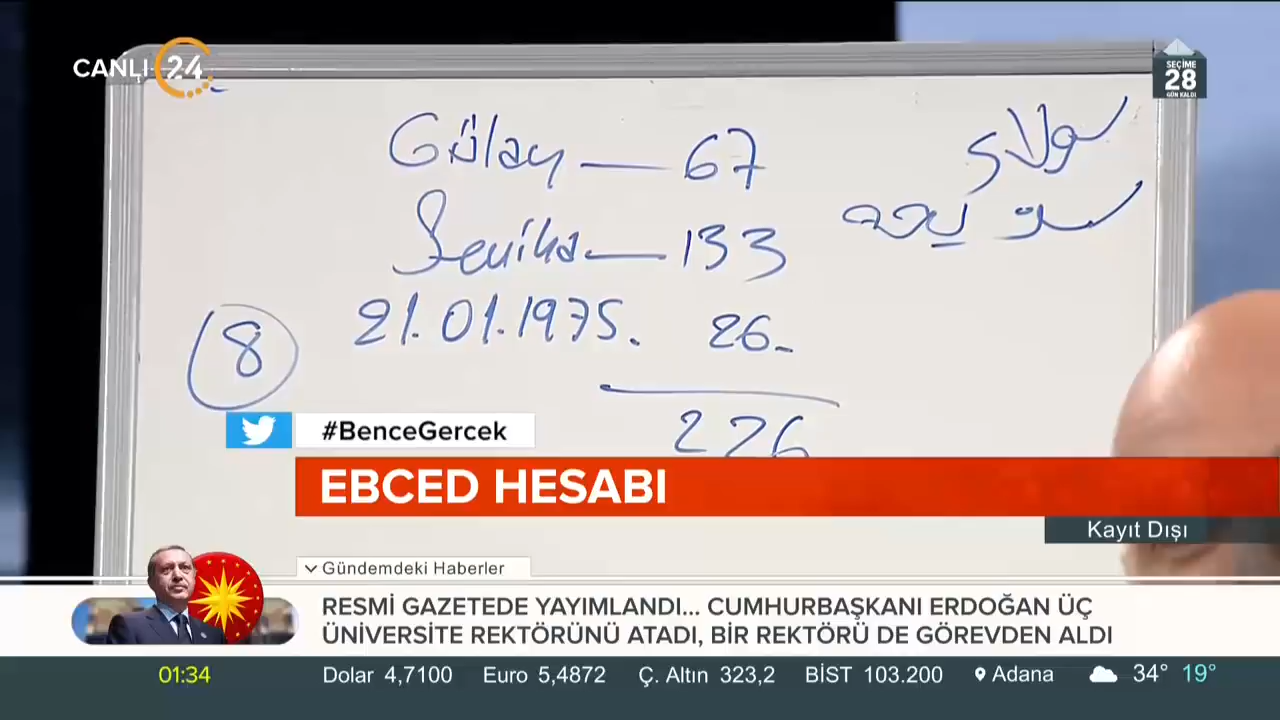 CANLI 24
SEÇİME
28
GÜN KALDI
Gülay — 67
Seniha — 133
21.01.1975. 26-
8
226
#BenceGercek
EBCED HESABI
Kayıt Dışı
Gündemdeki Haberler
RESMİ GAZETEDE YAYIMLANDI... CUMHURBAŞKANI ERDOĞAN ÜÇ
ÜNİVERSİTE REKTÖRÜNÜ ATADI, BİR REKTÖRÜ DE GÖREVDEN ALDI
01:34 Dolar 4,7100 Euro 5,4872 Ç. Altın 323,2 BİST 103.200 Adana 34° 19°